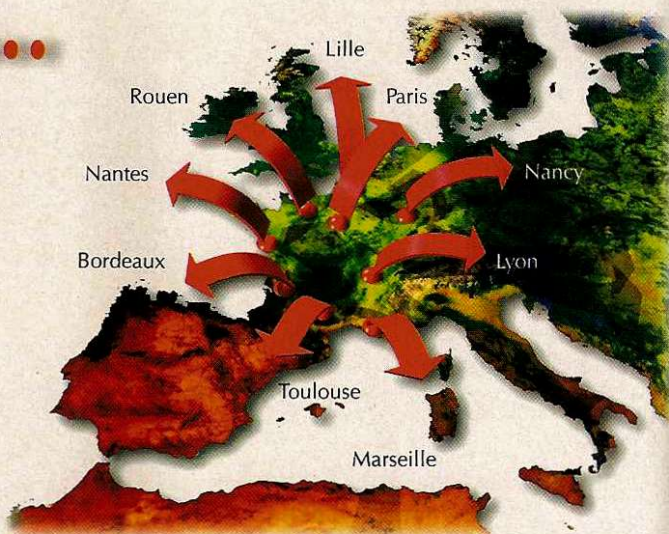 Lille
Rouen
Paris
Nantes
Nancy
Bordeaux
Lyon
Toulouse
Marseille